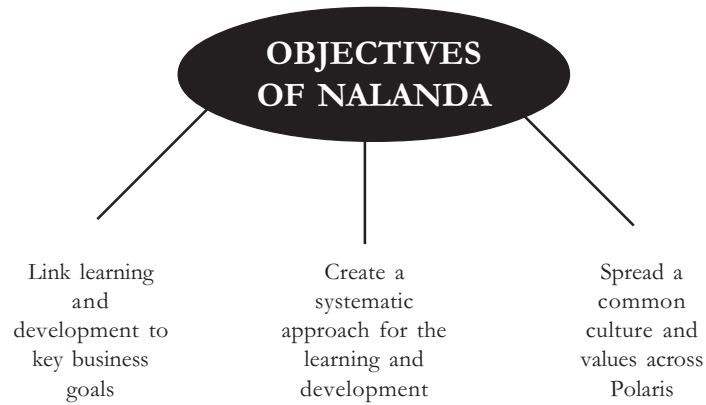 OBJECTIVES
OF NALANDA
Link learning
and
development to
key business
goals
Create a
systematic
approach for the
learning and
development
Spread a
common
culture and
values across
Polaris